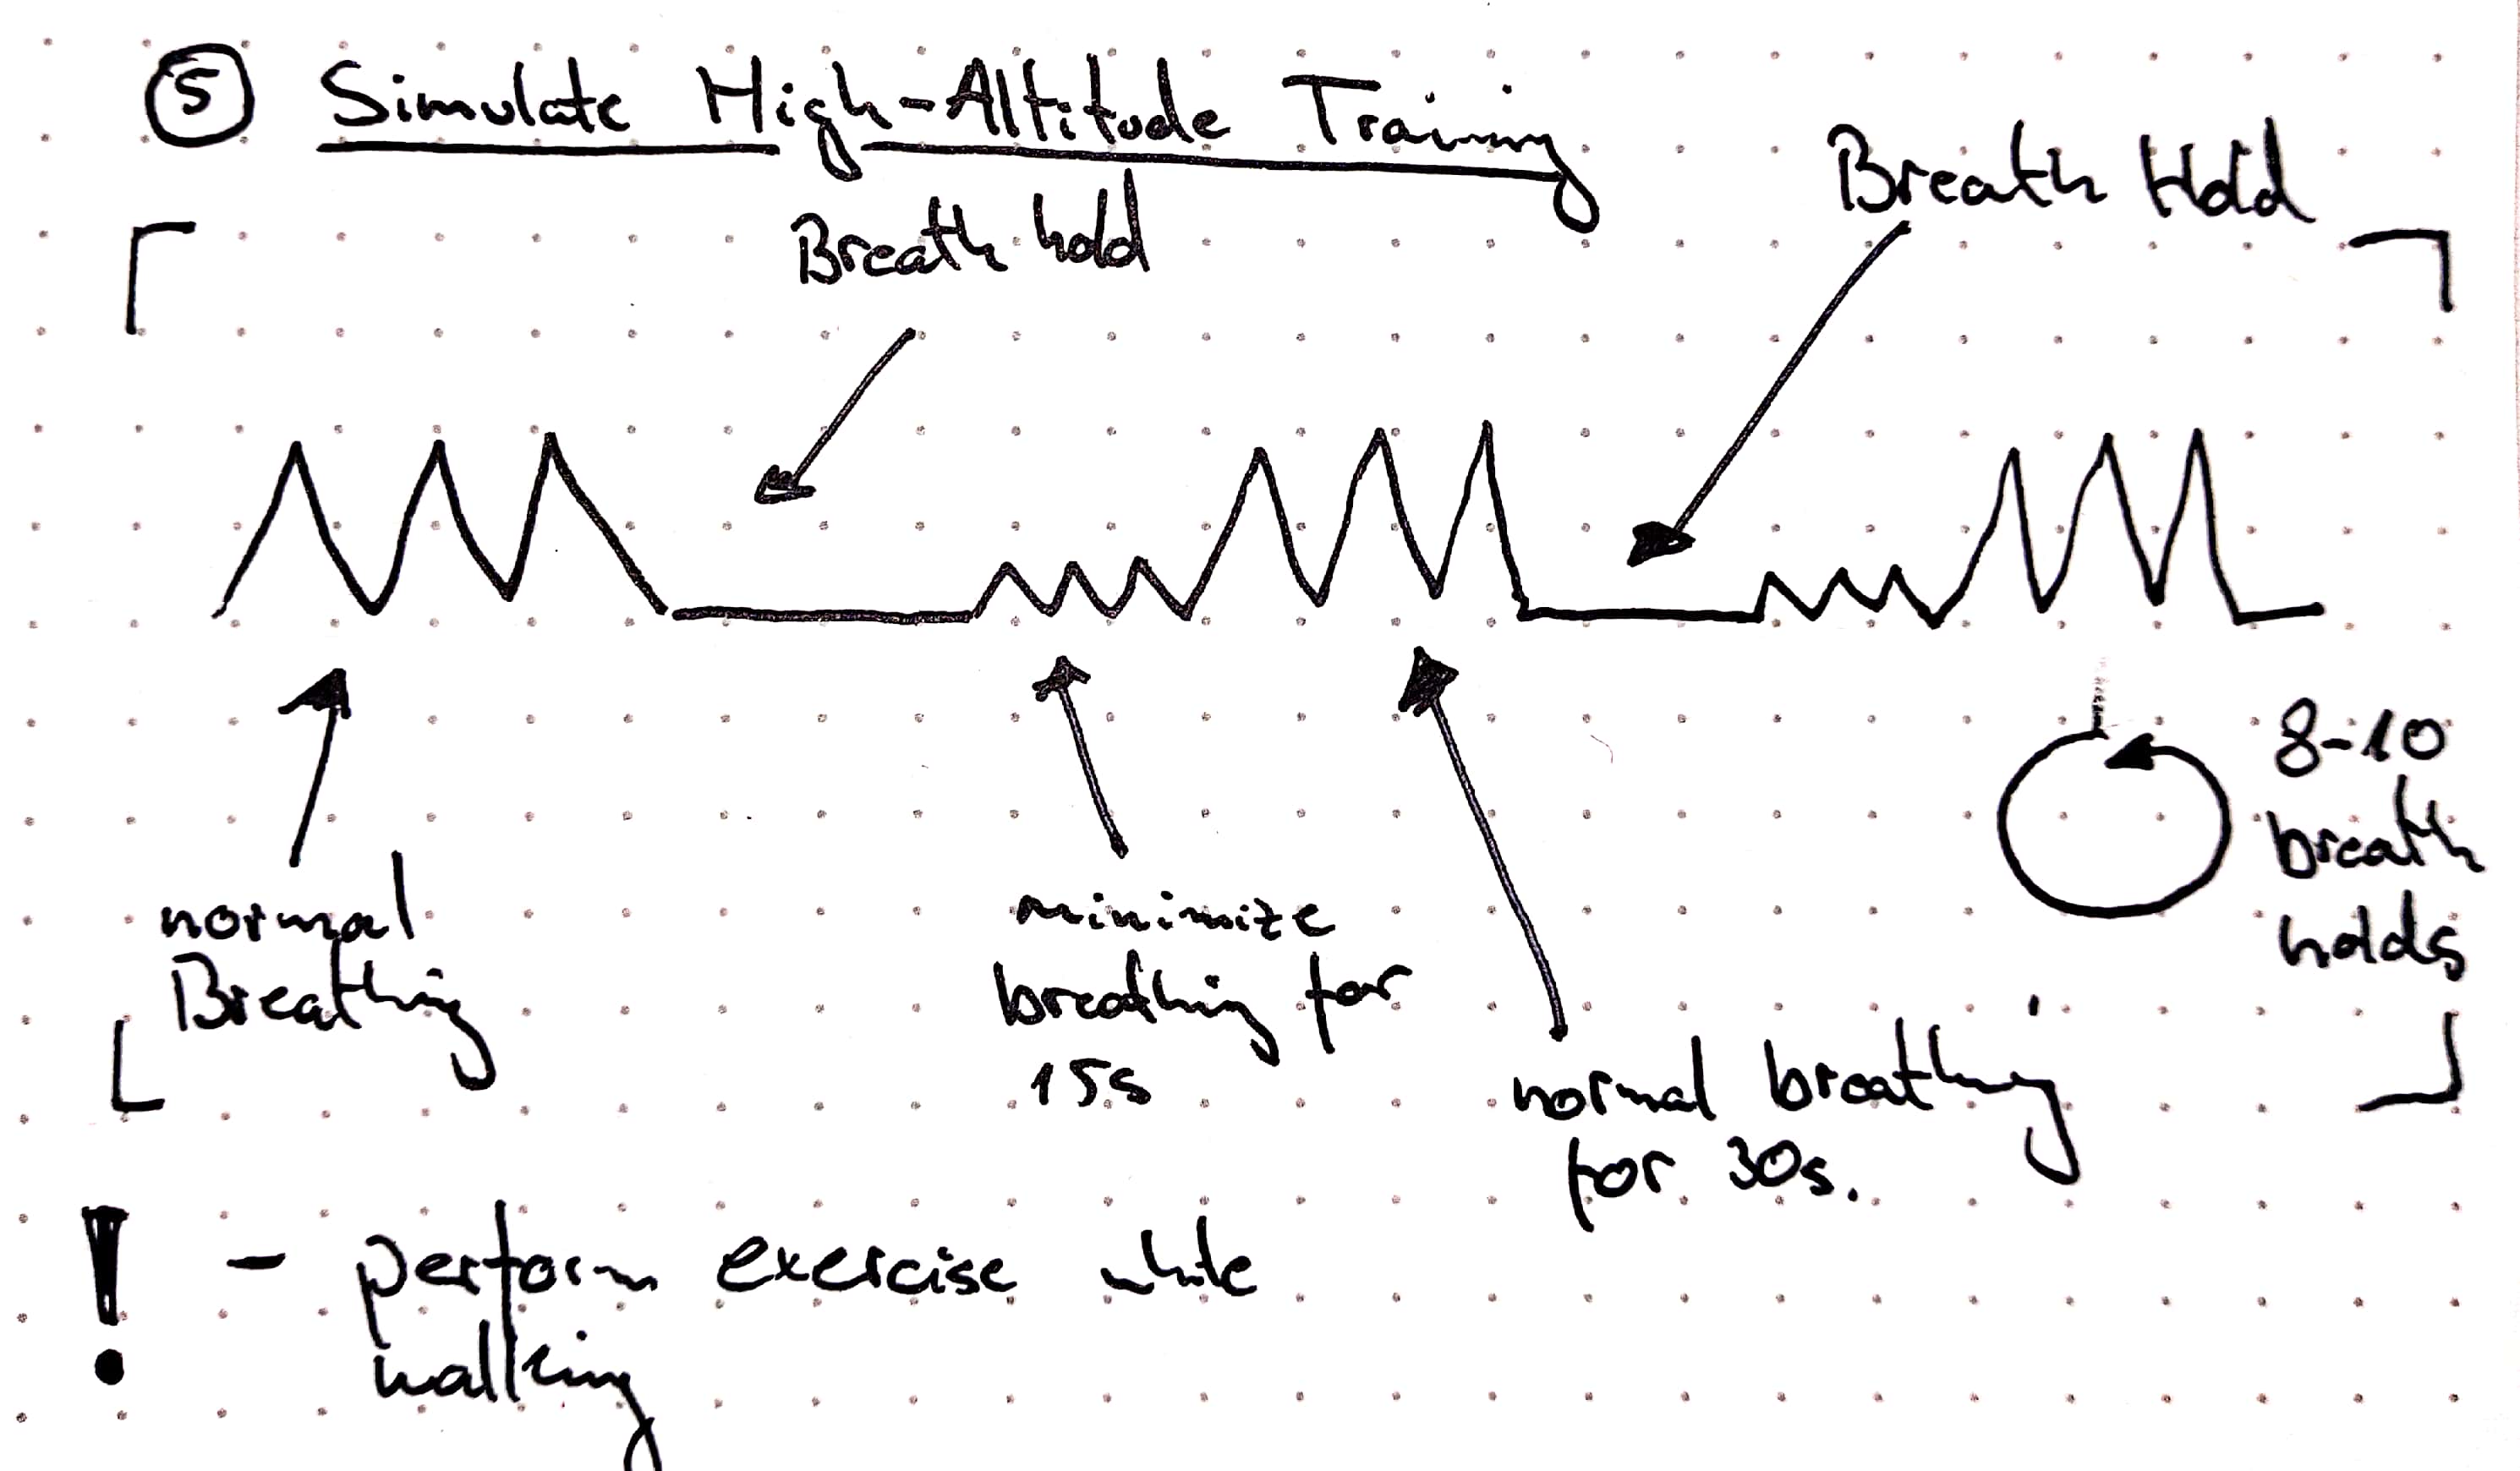 5 Simulate High-Altitude Training
Breath hold
Breath Hold
normal
Breathing
minimize
breathing for
15s
normal breathing
for 30s.
8-10
breath
holds
! - perform exercise while
walking